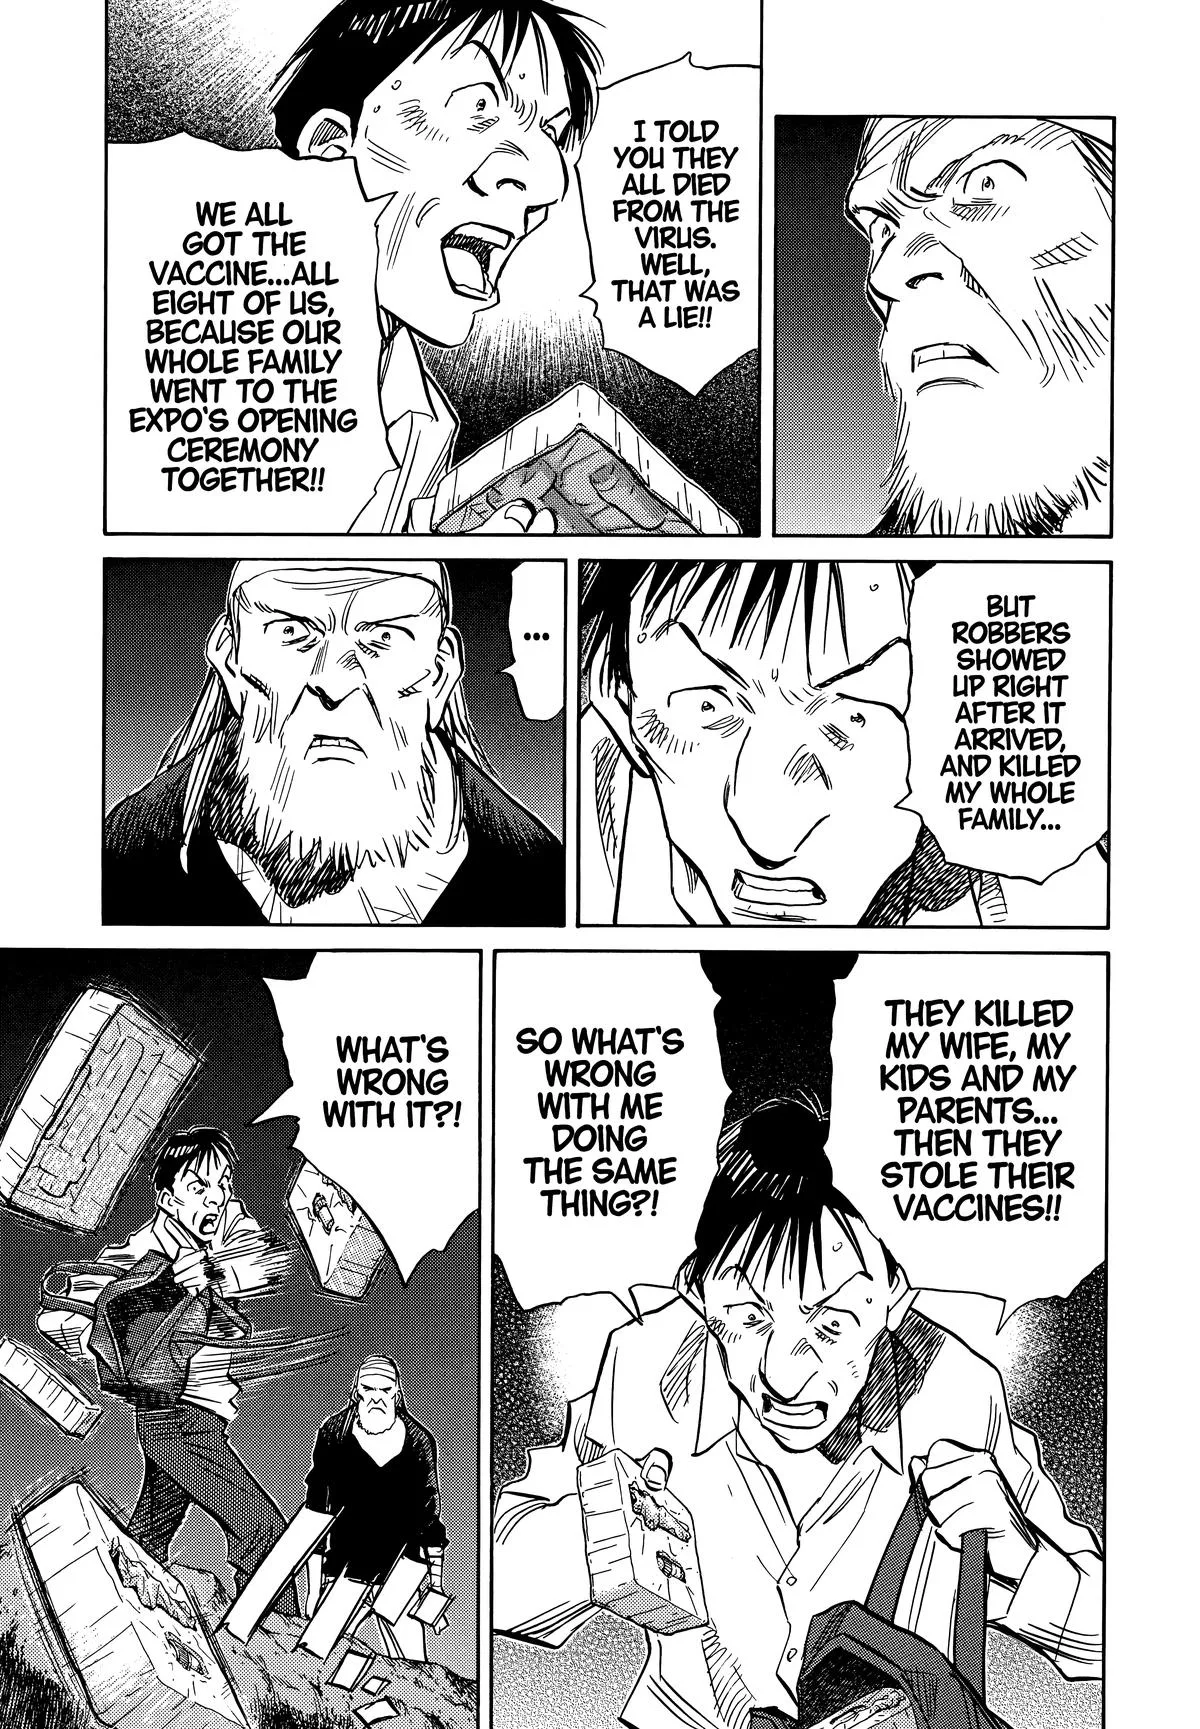 I TOLD
YOU THEY
ALL DIED
FROM THE
VIRUS.
WELL,
THAT WAS
A LIE!!
WE ALL
GOT THE
VACCINE...ALL
EIGHT OF US,
BECAUSE OUR
WHOLE FAMILY
WENT TO THE
EXPO'S OPENING
CEREMONY
TOGETHER!!
BUT
ROBBERS
SHOWED
UP RIGHT
AFTER IT
ARRIVED,
AND KILLED
MY WHOLE
FAMILY...
...
THEY KILLED
MY WIFE, MY
KIDS AND MY
PARENTS...
THEN THEY
STOLE THEIR
VACCINES!!
SO WHAT'S
WRONG
WITH ME
DOING
THE SAME
THING?!
WHAT'S
WRONG
WITH IT?!